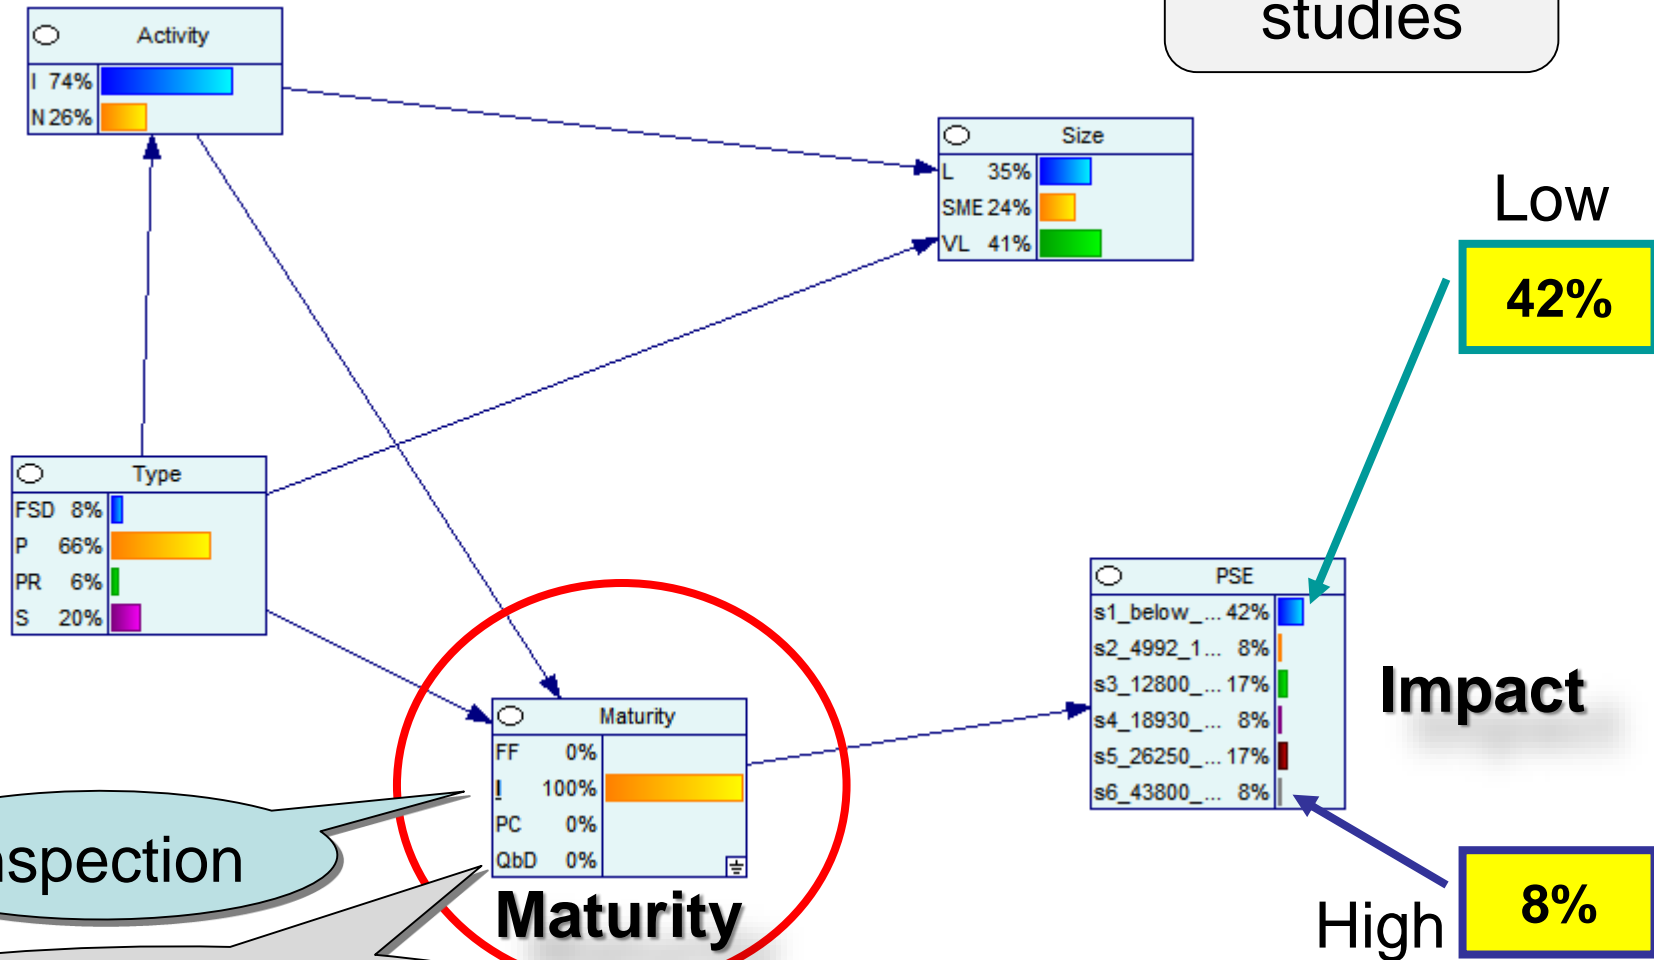 studies
Activity
I 74%
N 26%
Size
L 35%
SME 24%
VL 41%
Low
42%
Type
FSD 8%
P 66%
PR 6%
S 20%
PSE
s1_below_... 42%
s2_4992_1... 8%
s3_12800_... 17%
s4_18930_... 8%
s5_26250_... 17%
s6_43800_... 8%
Impact
Maturity
FF 0%
I 100%
PC 0%
QbD 0%
nspection
Maturity
High
8%